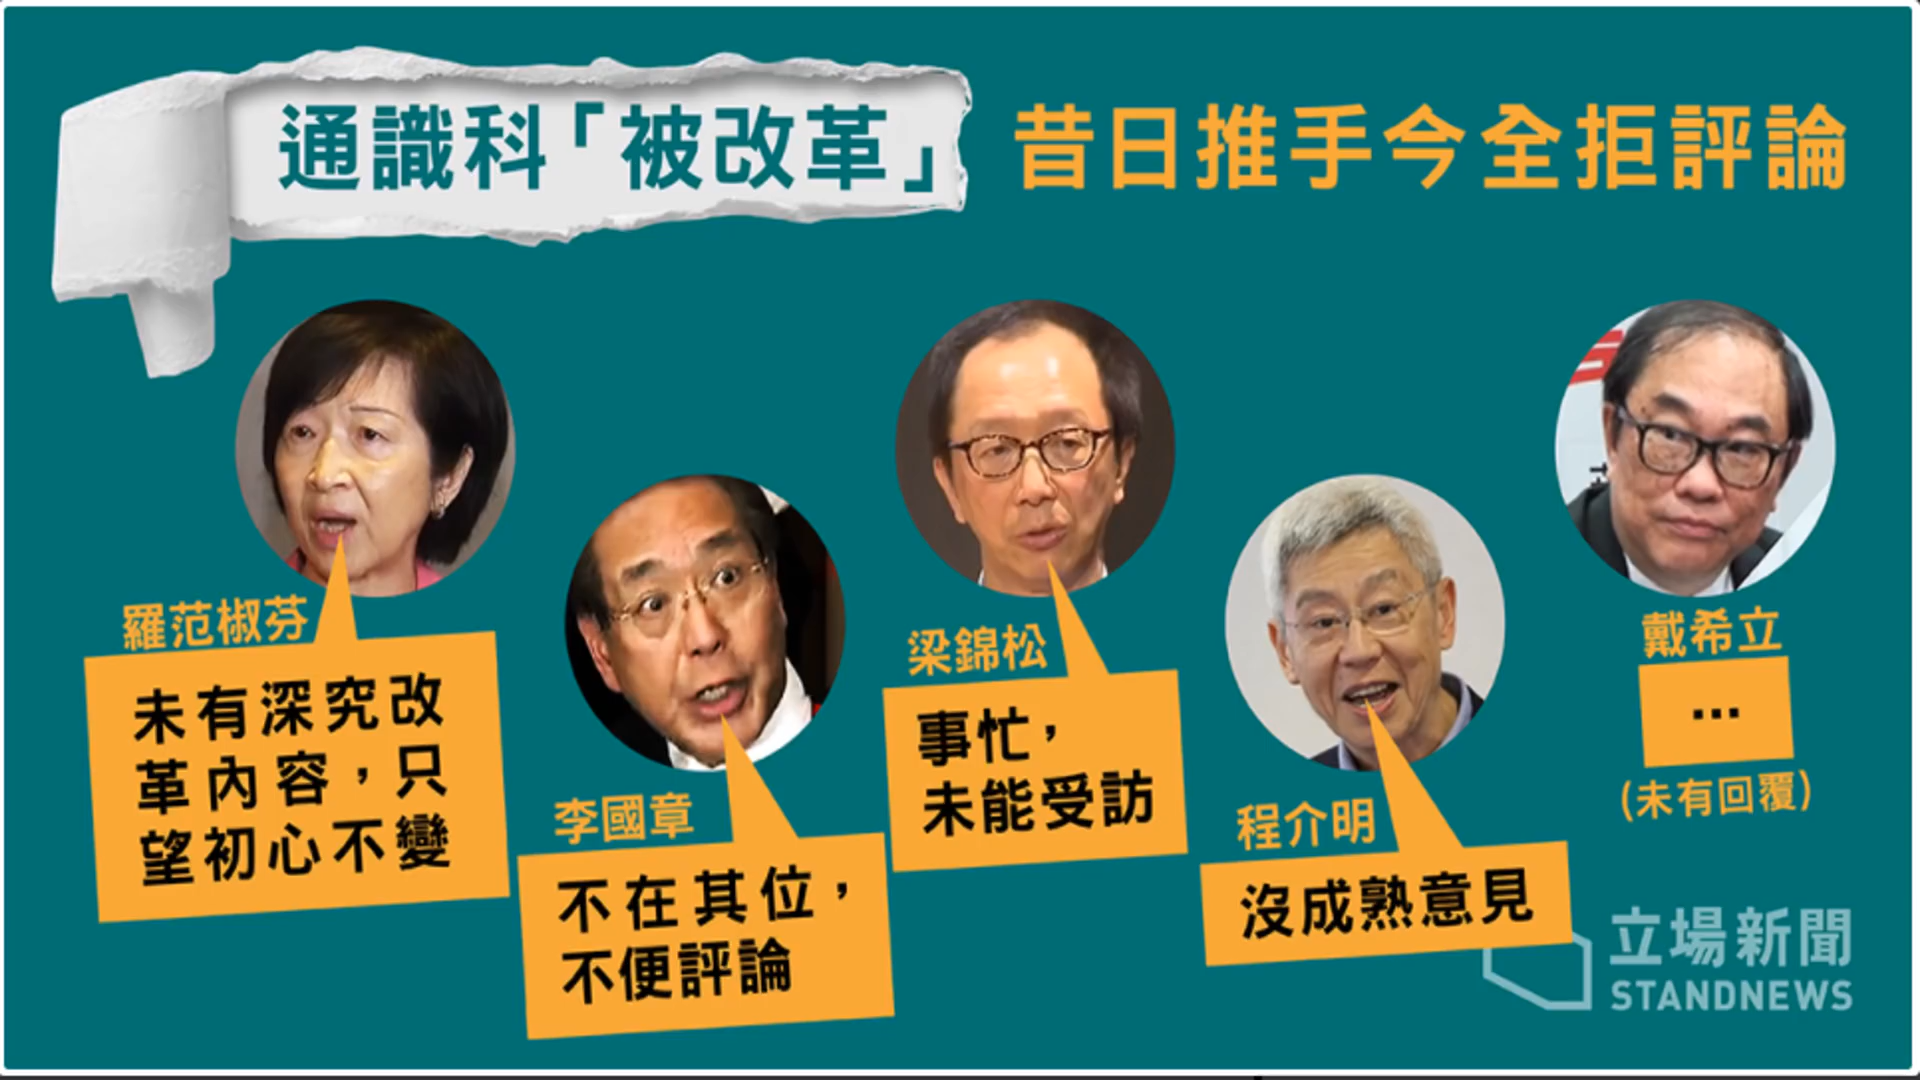 通識科「被改革」 昔日推手今全拒評論
羅范椒芬
未有深究改
革內容，只
望初心不變
李國章
不在其位，
不便評論
梁錦松
事忙，
未能受訪
程介明
沒成熟意見
戴希立
...
(未有回覆)
立場新聞
STANDNEWS